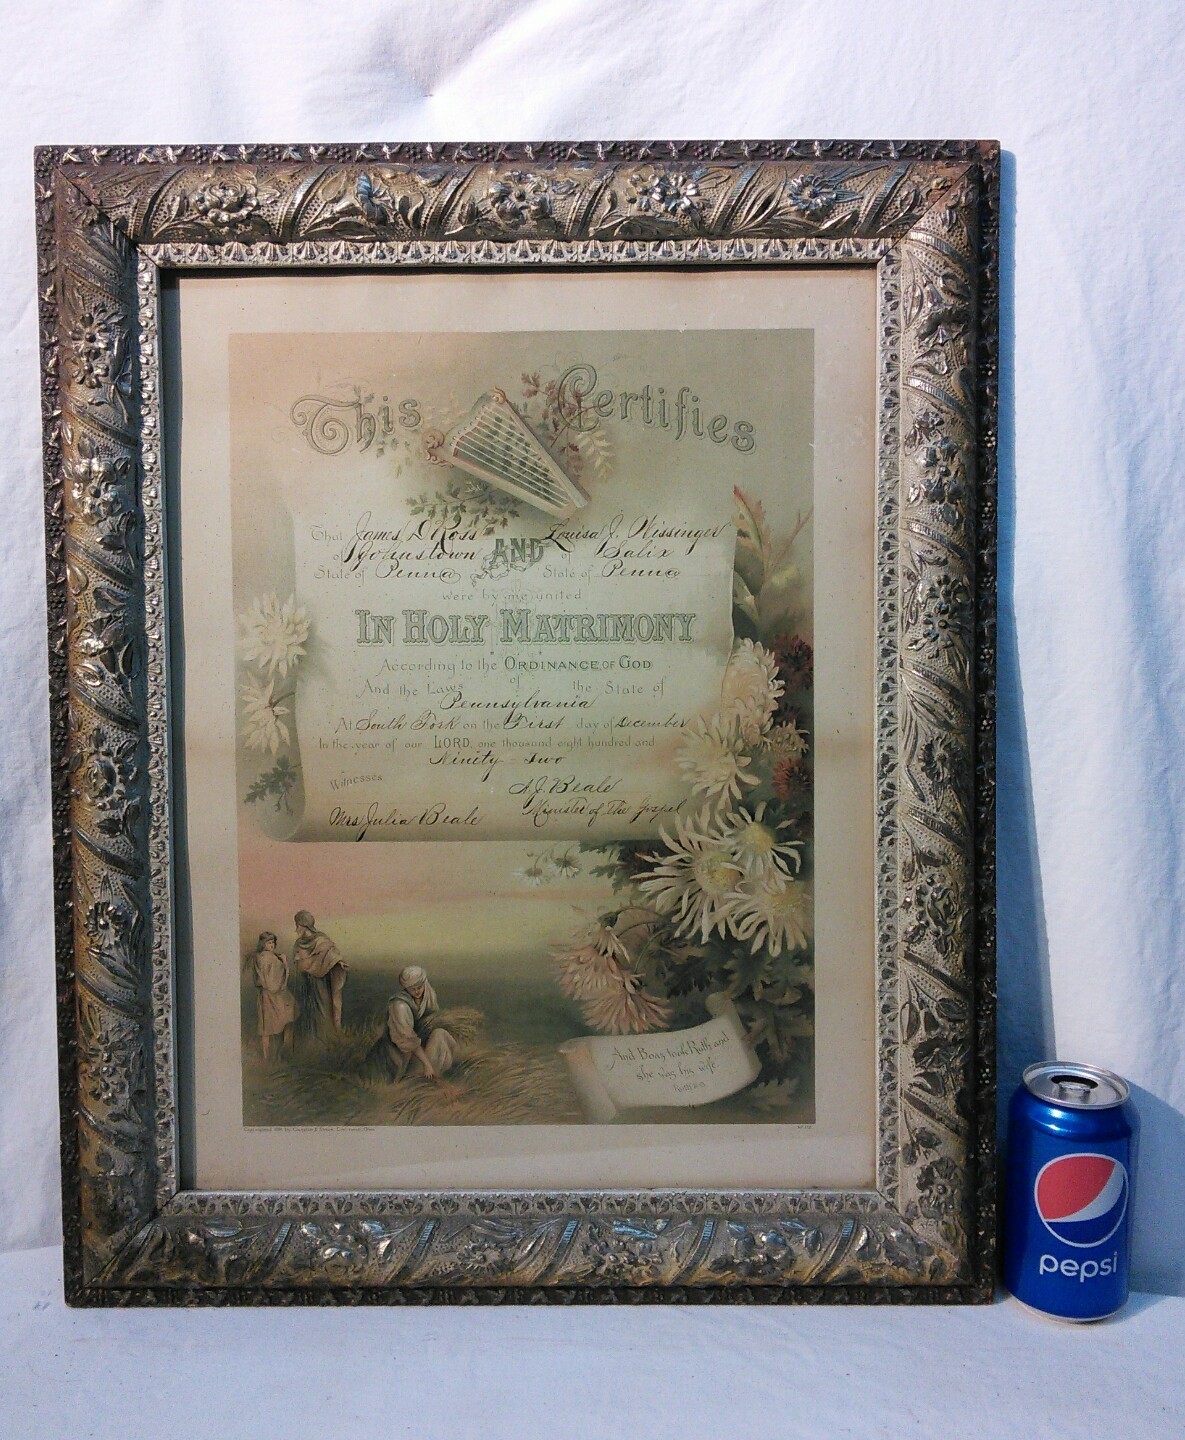 This Certifies
That James D Ross AND Louisa J. Wissinger
of Johnstown of Salix
State of Penna State of Penna
were by me united
IN HOLY MATRIMONY
According to the ORDINANCE OF GOD
And the Laws of the State of
Pennsylvania
At South Fork on the First day of December
In the year of our LORD, one thousand eight hundred and
Ninety-two
Witnesses
A.J. Beale
Mrs Julia Beale
Minister of The Gospel
And Boaz took Ruth and
she was his wife
pepsi